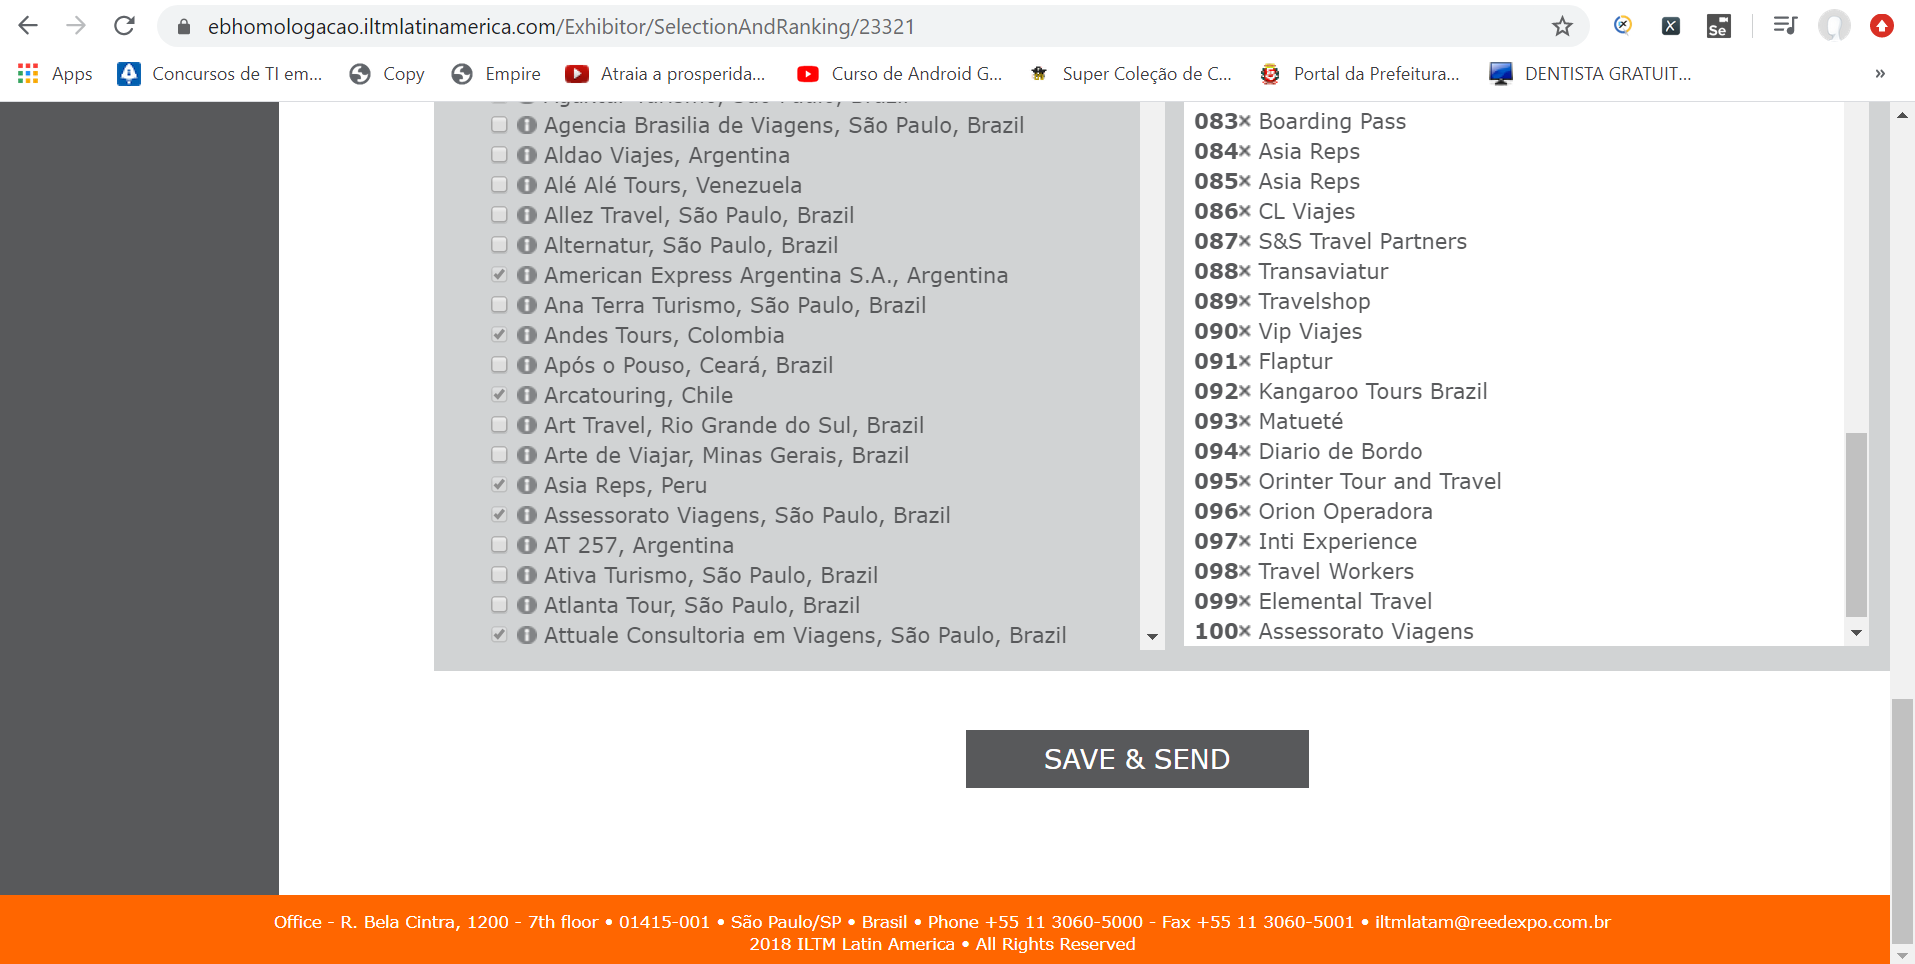 ebhomologacao.iltmlatinamerica.com/Exhibitor/SelectionAndRanking/23321
Se
Apps
Concursos de TI em...
Copy
Empire
Atraia a prosperida...
Curso de Android G...
Super Coleção de C...
Portal da Prefeitura...
DENTISTA GRATUIT...
»
Agencia Brasilia de Viagens, São Paulo, Brazil
Aldao Viajes, Argentina
Alé Alé Tours, Venezuela
Allez Travel, São Paulo, Brazil
Alternatur, São Paulo, Brazil
American Express Argentina S.A., Argentina
Ana Terra Turismo, São Paulo, Brazil
Andes Tours, Colombia
Após o Pouso, Ceará, Brazil
Arcatouring, Chile
Art Travel, Rio Grande do Sul, Brazil
Arte de Viajar, Minas Gerais, Brazil
Asia Reps, Peru
Assessorato Viagens, São Paulo, Brazil
AT 257, Argentina
Ativa Turismo, São Paulo, Brazil
Atlanta Tour, São Paulo, Brazil
Attuale Consultoria em Viagens, São Paulo, Brazil
083× Boarding Pass
084× Asia Reps
085× Asia Reps
086× CL Viajes
087× S&S Travel Partners
088× Transaviatur
089× Travelshop
090× Vip Viajes
091× Flaptur
092× Kangaroo Tours Brazil
093× Matueté
094× Diario de Bordo
095× Orinter Tour and Travel
096× Orion Operadora
097× Inti Experience
098× Travel Workers
099× Elemental Travel
100× Assessorato Viagens
SAVE & SEND
Office - R. Bela Cintra, 1200 - 7th floor • 01415-001 • São Paulo/SP • Brasil • Phone +55 11 3060-5000 - Fax +55 11 3060-5001 • iltmlatam@reedexpo.com.br
2018 ILTM Latin America • All Rights Reserved